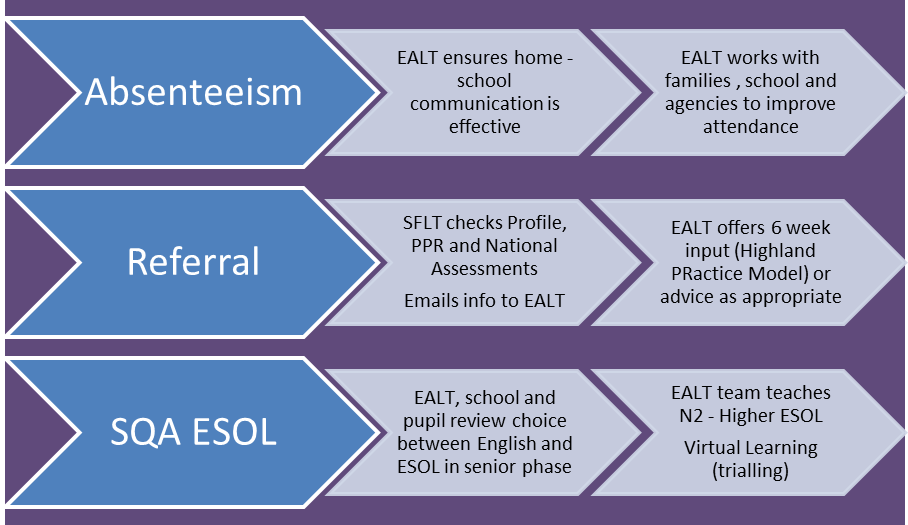 Absenteeism
EALT ensures home -
school
communication is
effective
EALT works with
families , school and
agencies to improve
attendance
Referral
SFLT checks Profile,
PPR and National
Assessments
Emails info to EALT
EALT offers 6 week
input (Highland
PRactice Model) or
advice as appropriate
SQA ESOL
EALT, school and
pupil review choice
between English and
ESOL in senior phase
EALT team teaches
N2 - Higher ESOL
Virtual Learning
(trialling)